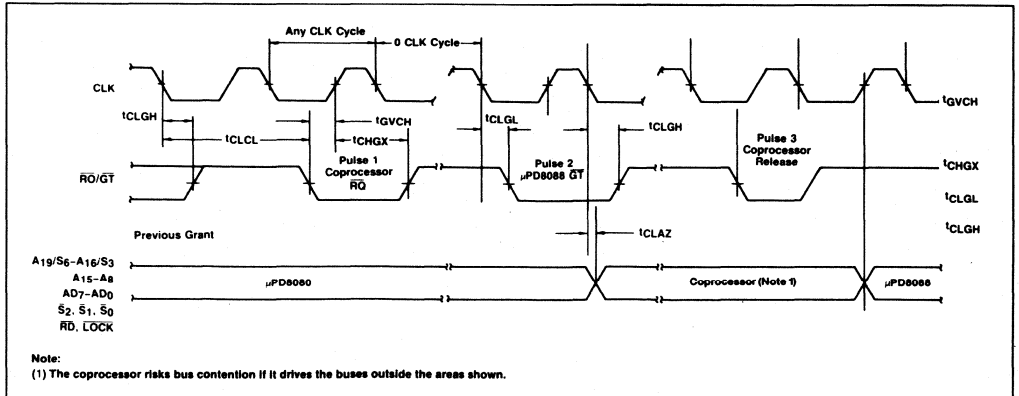 Any CLK Cycle
0 CLK Cycle
CLK
tGVCH
tCLGH
tGVCH
tCLGL
tCLGH
tCLCL
tCHGX
Pulse 1
Coprocessor
RQ
Pulse 2
µPD8088 GT
Pulse 3
Coprocessor
Release
RO/GT
tCHGX
tCLGL
tCLGH
Previous Grant
tCLAZ
A19/S6–A16/S3
A15–A8
AD7–AD0
S2, S1, S0
RD, LOCK
µPD8080
Coprocessor (Note 1)
µPD8088
Note:
(1) The coprocessor risks bus contention if it drives the buses outside the areas shown.